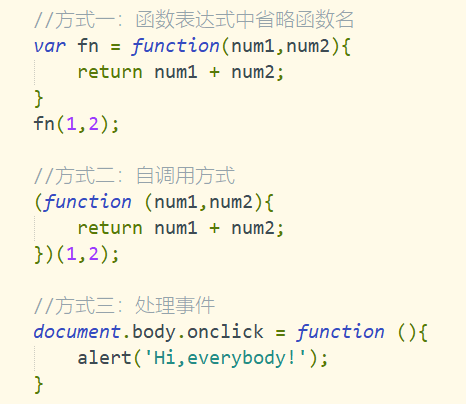 //方式一：函数表达式中省略函数名
var fn = function(num1,num2){
    return num1 + num2;
}
fn(1,2);

//方式二：自调用方式
(function (num1,num2){
    return num1 + num2;
})(1,2);

//方式三：处理事件
document.body.onclick = function (){
    alert('Hi,everybody!');
}